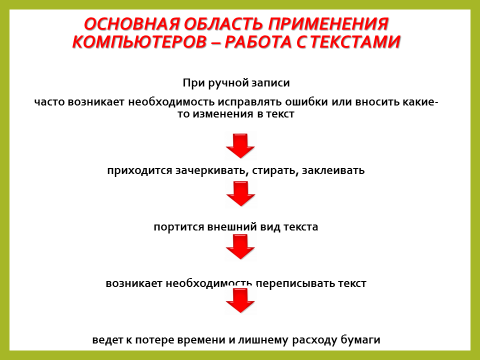 ОСНОВНАЯ ОБЛАСТЬ ПРИМЕНЕНИЯ
КОМПЬЮТЕРОВ – РАБОТА С ТЕКСТАМИ
При ручной записи
часто возникает необходимость исправлять ошибки или вносить какие-
то изменения в текст
приходится зачеркивать, стирать, заклеивать
портится внешний вид текста
возникает необходимость переписывать текст
ведет к потере времени и лишнему расходу бумаги